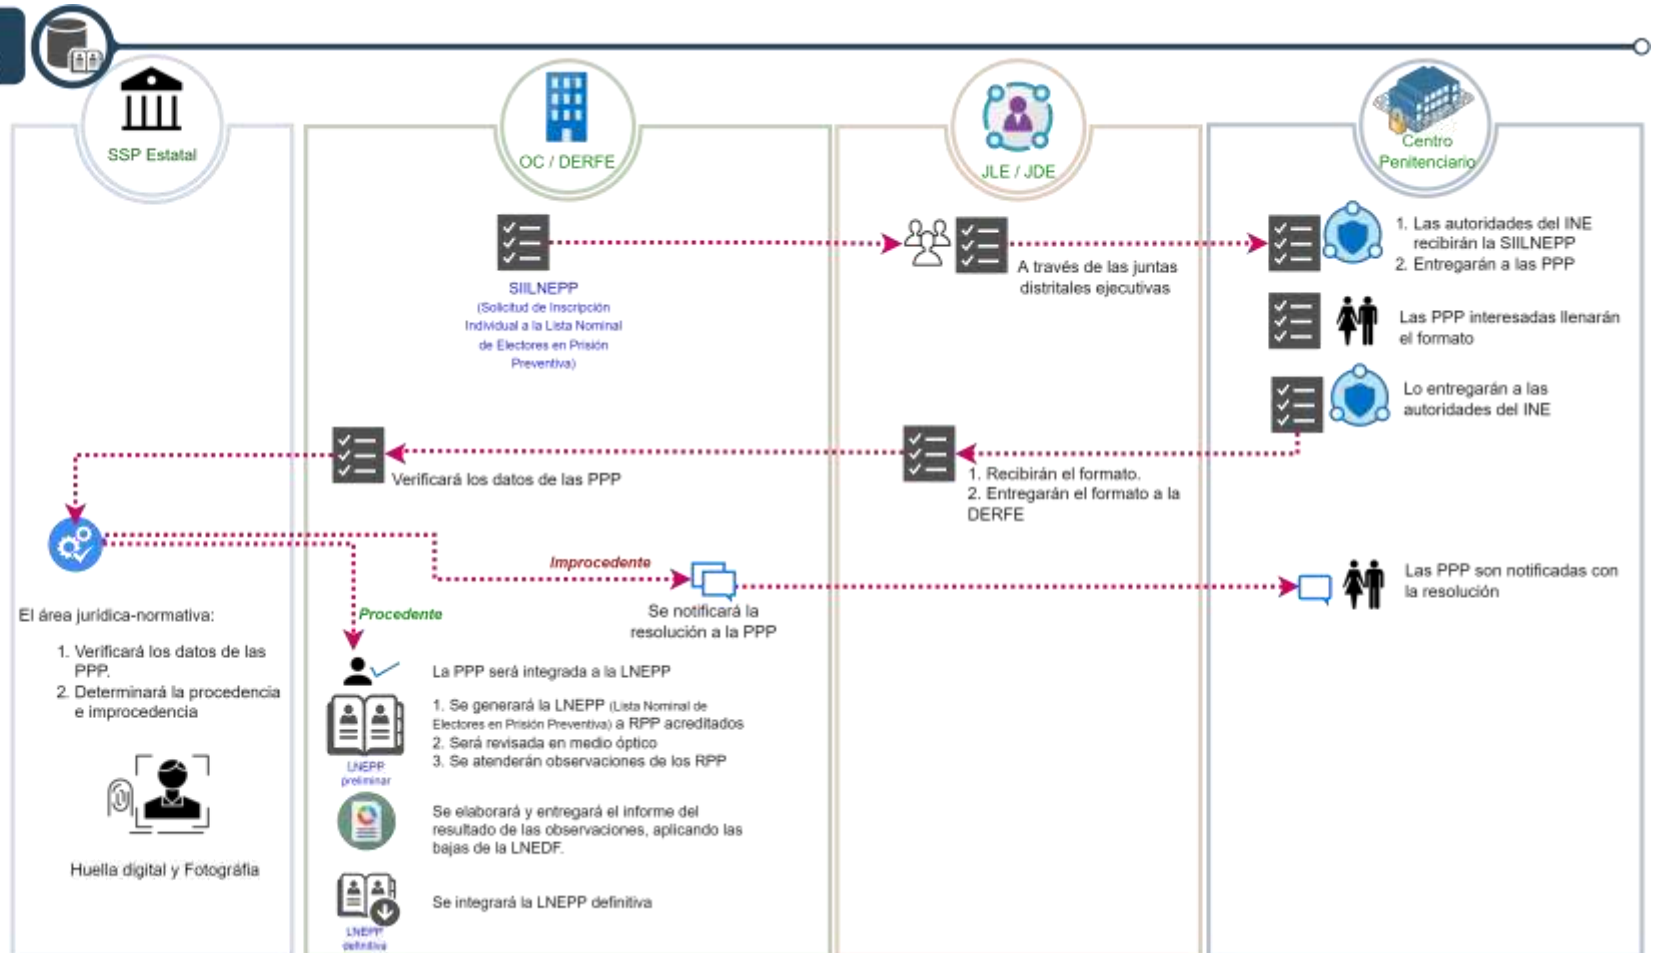 SSP Estatal
OC / DERFE
JLE / JDE
Centro
Penitenciario
SIILNEPP
(Solicitud de Inscripción
Individual a la Lista Nominal
de Electores en Prisión
Preventiva)
A través de las juntas
distritales ejecutivas
1. Las autoridades del INE
recibirán la SIILNEPP
2. Entregarán a las PPP
Las PPP interesadas llenarán
el formato
Lo entregarán a las
autoridades del INE
1. Recibirán el formato.
2. Entregarán el formato a la
DERFE
Verificará los datos de las PPP
El área jurídica-normativa:
1. Verificará los datos de las
PPP.
2. Determinará la procedencia
e improcedencia
Huella digital y Fotográfia
Improcedente
Procedente
Se notificará la
resolución a la PPP
Las PPP son notificadas con
la resolución
La PPP será integrada a la LNEPP
1. Se generará la LNEPP (Lista Nominal de
Electores en Prisión Preventiva) a RPP acreditados
2. Será revisada en medio óptico
3. Se atenderán observaciones de los RPP
LNEPP
preliminar
Se elaborará y entregará el informe del
resultado de las observaciones, aplicando las
bajas de la LNEDF.
Se integrará la LNEPP definitiva
LNEPP
definitiva